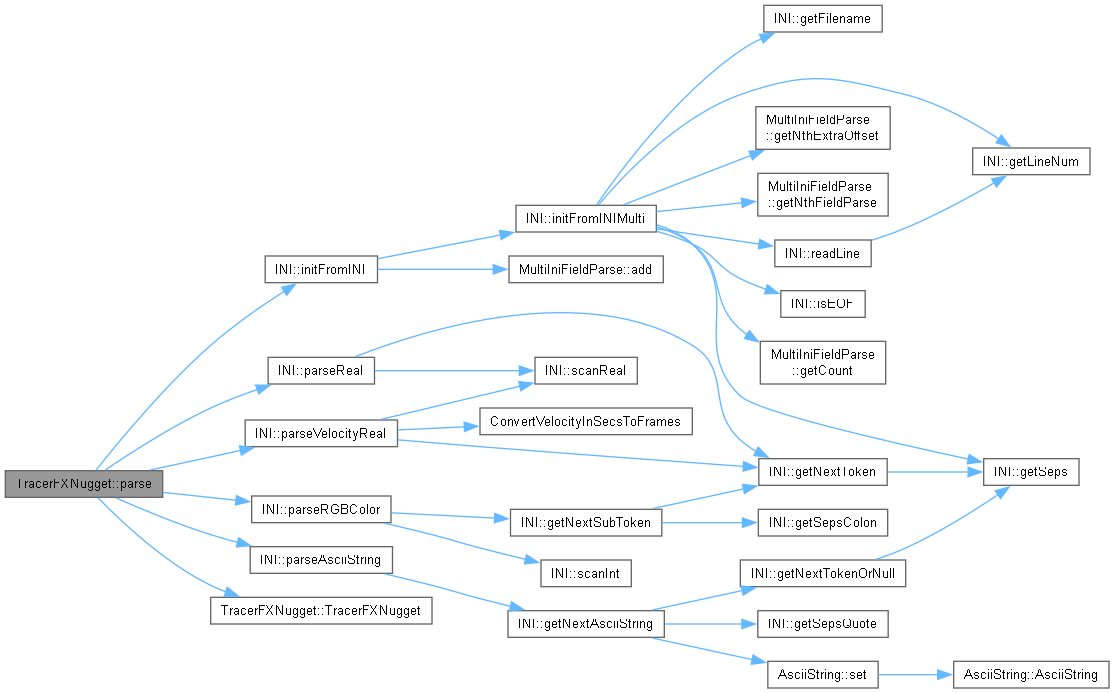 INI::getFilename
MultiIniFieldParse
::getNthExtraOffset
INI::getLineNum
MultiIniFieldParse
::getNthFieldParse
INI::initFromINIMulti
INI::readLine
INI::initFromINI
MultiIniFieldParse::add
INI::isEOF
MultiIniFieldParse
::getCount
INI::parseReal
INI::scanReal
ConvertVelocityInSecsToFrames
INI::parseVelocityReal
INI::getNextToken
INI::getSeps
TracerFXNugget::parse
INI::parseRGBColor
INI::getNextSubToken
INI::getSepsColon
INI::parseAsciiString
INI::scanInt
INI::getNextTokenOrNull
TracerFXNugget::TracerFXNugget
INI::getNextAsciiString
INI::getSepsQuote
AsciiString::set
AsciiString::AsciiString